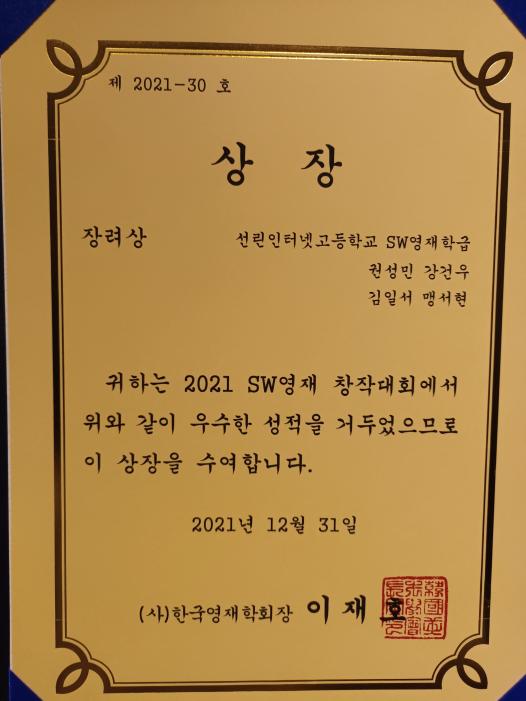 제 2021-30 호
상 장
장려상
선린인터넷고등학교 SW영재학급
권성민 강건우
김일서 맹서현
귀하는 2021 SW영재 창작대회에서
위와 같이 우수한 성적을 거두었으므로
이 상장을 수여합니다.
2021년 12월 31일
(사)한국영재학회장 이 재 호